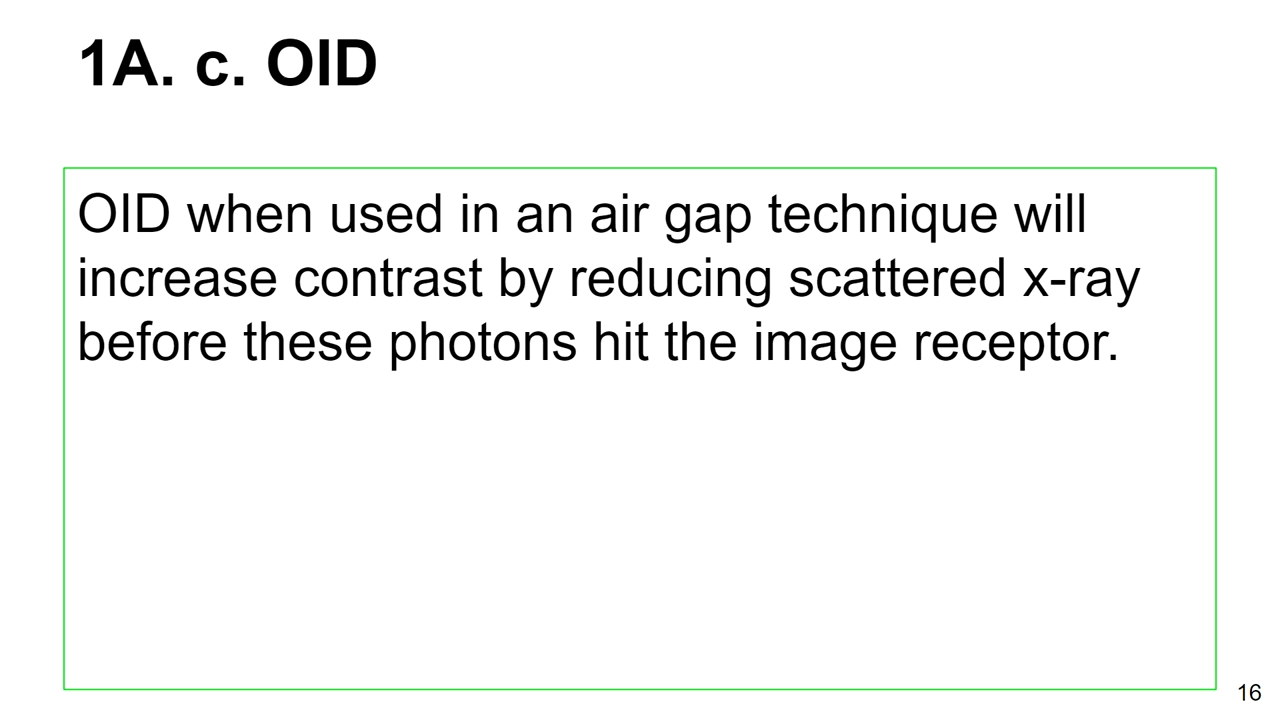 1A. c. OID
OID when used in an air gap technique will
increase contrast by reducing scattered x-ray
before these photons hit the image receptor.
16